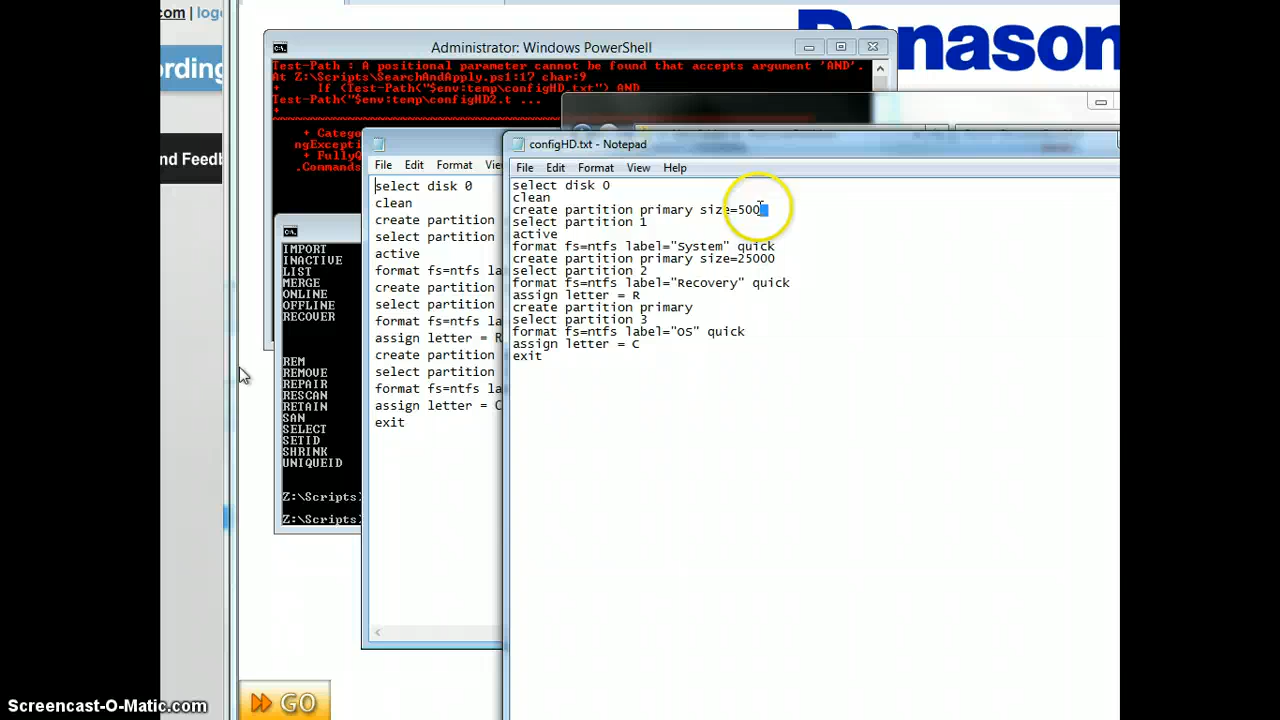 .com | loge
Panason
Administrator: Windows PowerShell
Test-Path : A positional parameter cannot be found that accepts argument 'AND'.
At Z:\Scripts\SearchAndApply.ps1:17 char:9
+ If (Test-Path("$env:temp\configHD.txt") AND
Test-Path("$env:temp\configHD2.t ...
+
+ Catego
ngExcepti
+ FullyQ
.Commands
ording
nd Feedb
File Edit Format Vie
select disk 0
clean
create partition
select partition
active
format fs=ntfs la
create partition
select partition
format fs=ntfs la
assign letter = R
create partition
select partition
format fs=ntfs la
assign letter = C
exit
configHD.txt - Notepad
File Edit Format View Help
select disk 0
clean
create partition primary size=500
select partition 1
active
format fs=ntfs label="System" quick
create partition primary size=25000
select partition 2
format fs=ntfs label="Recovery" quick
assign letter = R
create partition primary
select partition 3
format fs=ntfs label="OS" quick
assign letter = C
exit
IMPORT
INACTIVE
LIST
MERGE
ONLINE
OFFLINE
RECOVER
REM
REMOVE
REPAIR
RESCAN
RETAIN
SAN
SELECT
SETID
SHRINK
UNIQUEID
Z:\Scripts>
Z:\Scripts>
GO
Screencast-O-Matic.com